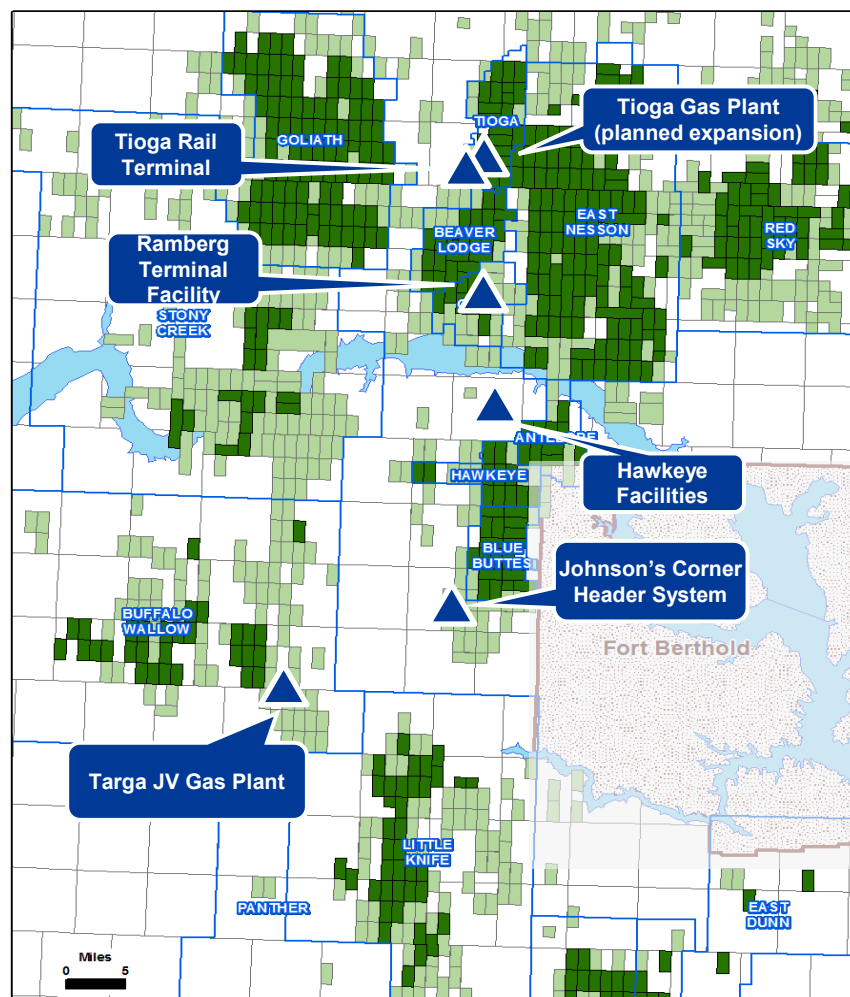 TIOGA
Tioga Gas Plant
(planned expansion)
GOLIATH
Tioga Rail
Terminal
EAST
NESSON
RED
SKY
BEAVER
LODGE
Ramberg
Terminal
Facility
STONY
CREEK
ANTELOPE
Hawkeye
Facilities
HAWKEYE
BLUE
BUTTES
Johnson's Corner
Header System
BUFFALO
WALLOW
Fort Berthold
Targa JV Gas Plant
LITTLE
KNIFE
PANTHER
EAST
DUNN
Miles
0 5